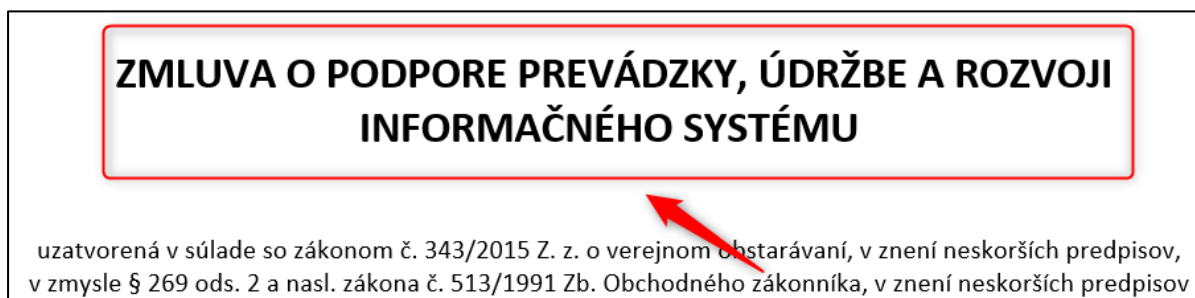 ZMLUVA O PODPORE PREVÁDZKY, ÚDRŽBE A ROZVOJI
INFORMAČNÉHO SYSTÉMU
uzatvorená v súlade so zákonom č. 343/2015 Z. z. o verejnom obstarávaní, v znení neskorších predpisov,
v zmysle § 269 ods. 2 a nasl. zákona č. 513/1991 Zb. Obchodného zákonníka, v znení neskorších predpisov